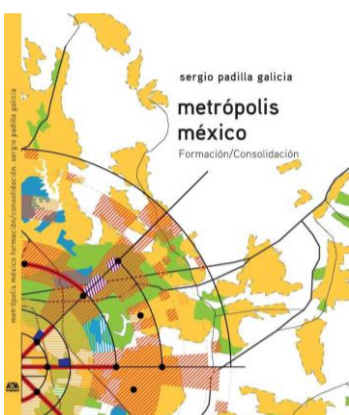 sergio padilla galicia
metrópolis
méxico
Formación/Consolidación
metrópolis méxico formación/consolidación. sergio padilla galicia